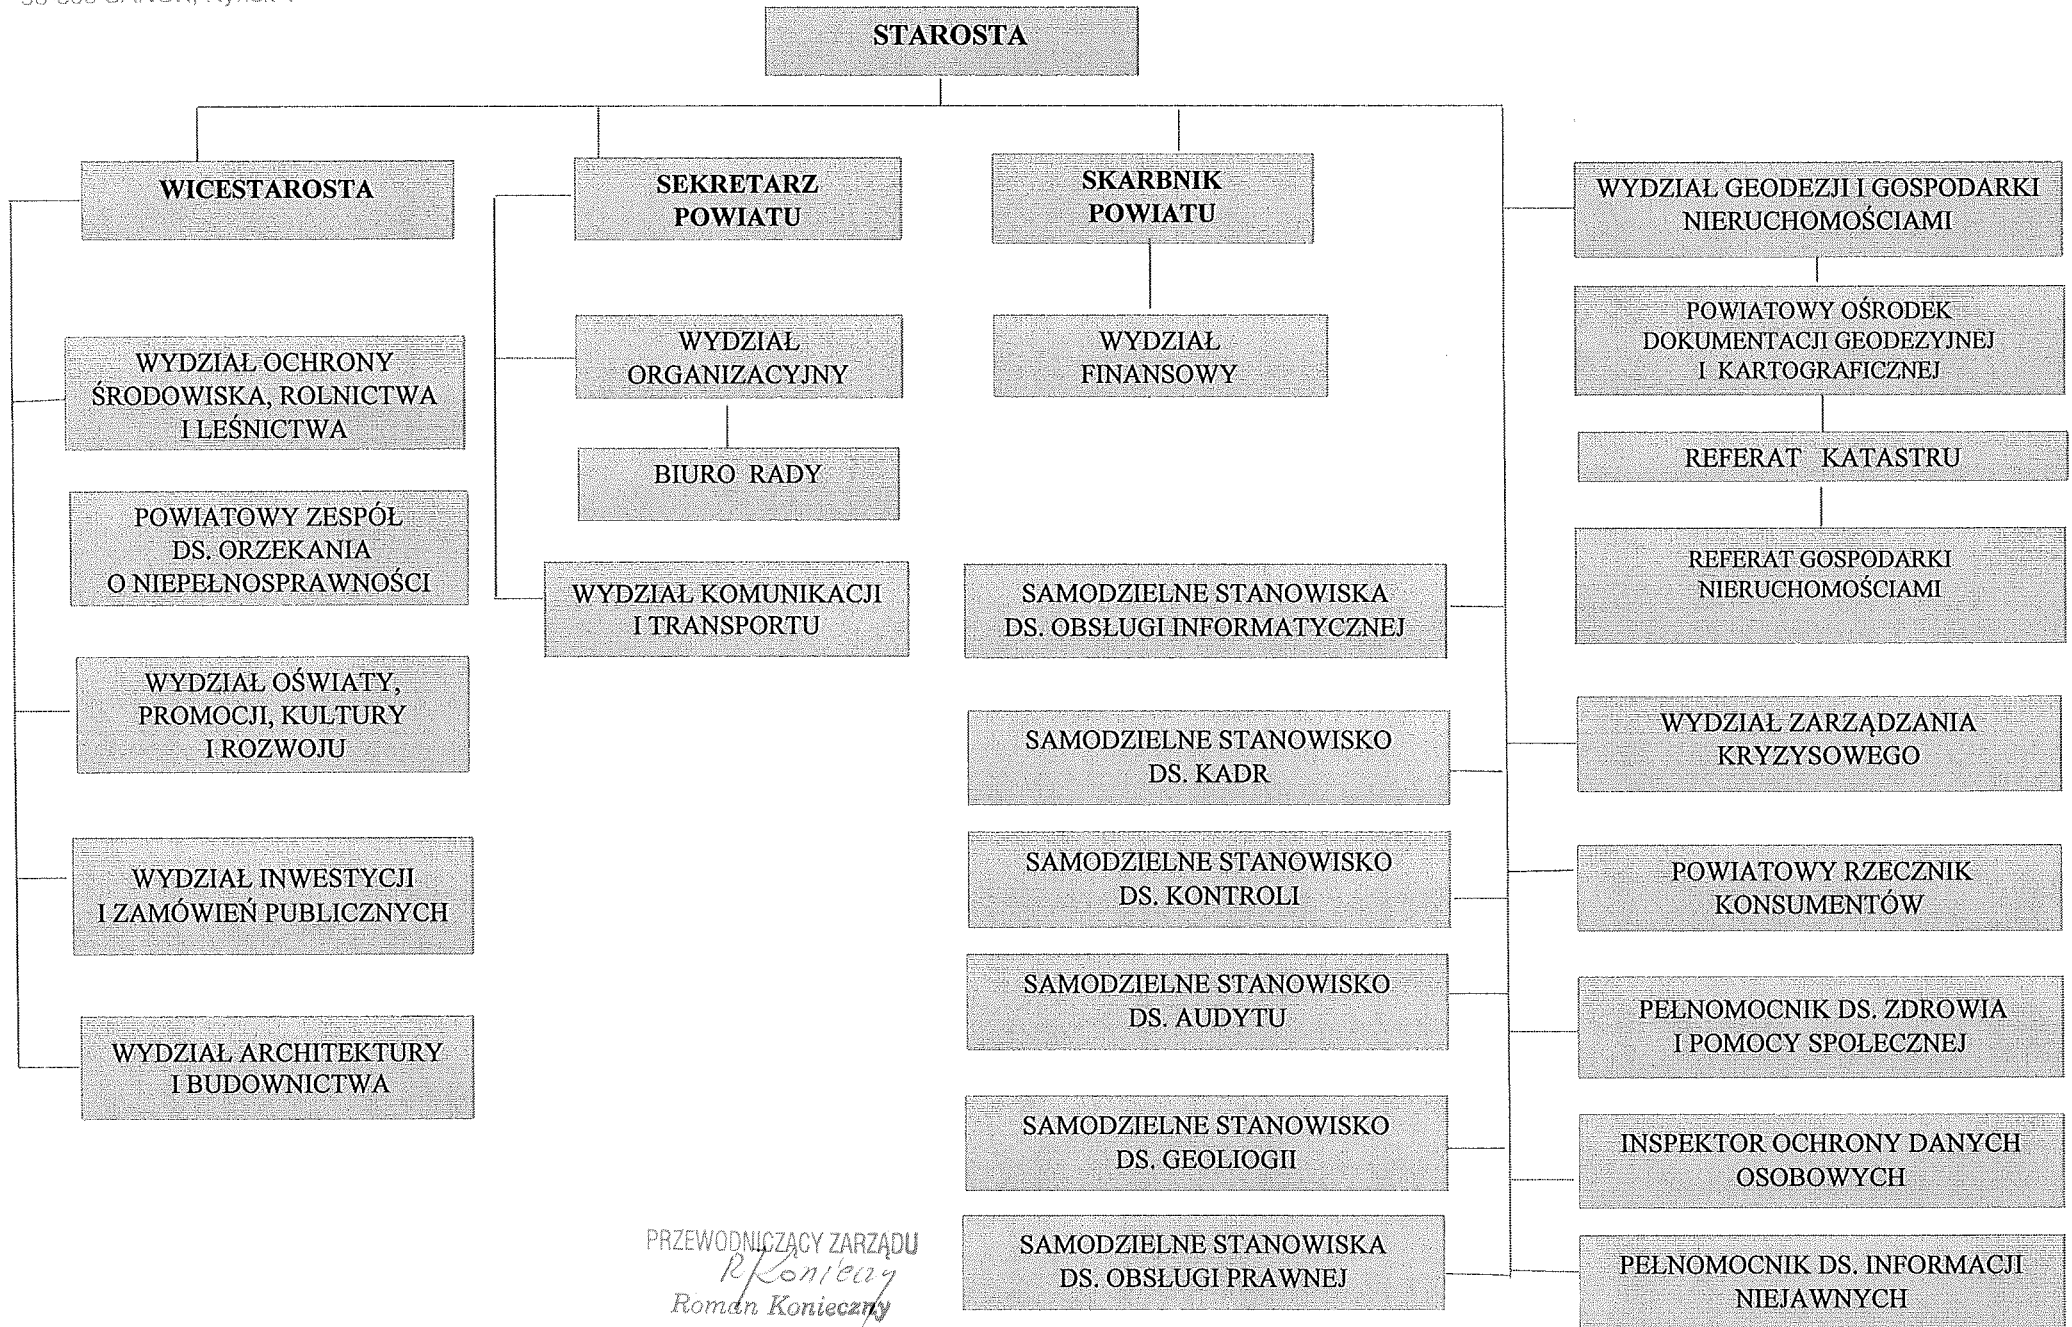 STAROSTA
WICESTAROSTA
WYDZIAŁ OCHRONY
ŚRODOWISKA, ROLNICTWA
I LEŚNICTWA
POWIATOWY ZESPÓŁ
DS. ORZEKANIA
O NIEPEŁNOSPRAWNOŚCI
WYDZIAŁ OŚWIATY,
PROMOCJI, KULTURY
I ROZWOJU
WYDZIAŁ INWESTYCJI
I ZAMÓWIEŃ PUBLICZNYCH
WYDZIAŁ ARCHITEKTURY
I BUDOWNICTWA
SEKRETARZ
POWIATU
WYDZIAŁ
ORGANIZACYJNY
BIURO RADY
WYDZIAŁ KOMUNIKACJI
I TRANSPORTU
SKARBNIK
POWIATU
WYDZIAŁ
FINANSOWY
SAMODZIELNE STANOWISKA
DS. OBSŁUGI INFORMATYCZNEJ
SAMODZIELNE STANOWISKO
DS. KADR
SAMODZIELNE STANOWISKO
DS. KONTROLI
SAMODZIELNE STANOWISKO
DS. AUDYTU
SAMODZIELNE STANOWISKO
DS. GEOLIOGII
SAMODZIELNE STANOWISKA
DS. OBSŁUGI PRAWNEJ
WYDZIAŁ GEODEZJI I GOSPODARKI
NIERUCHOMOŚCIAMI
POWIATOWY OŚRODEK
DOKUMENTACJI GEODEZYJNEJ
I KARTOGRAFICZNEJ
REFERAT KATASTRU
REFERAT GOSPODARKI
NIERUCHOMOŚCIAMI
WYDZIAŁ ZARZĄDZANIA
KRYZYSOWEGO
POWIATOWY RZECZNIK
KONSUMENTÓW
PEŁNOMOCNIK DS. ZDROWIA
I POMOCY SPOŁECZNEJ
INSPEKTOR OCHRONY DANYCH
OSOBOWYCH
PEŁNOMOCNIK DS. INFORMACJI
NIEJAWNYCH
PRZEWODNICZĄCY ZARZĄDU
Roman Konieczny